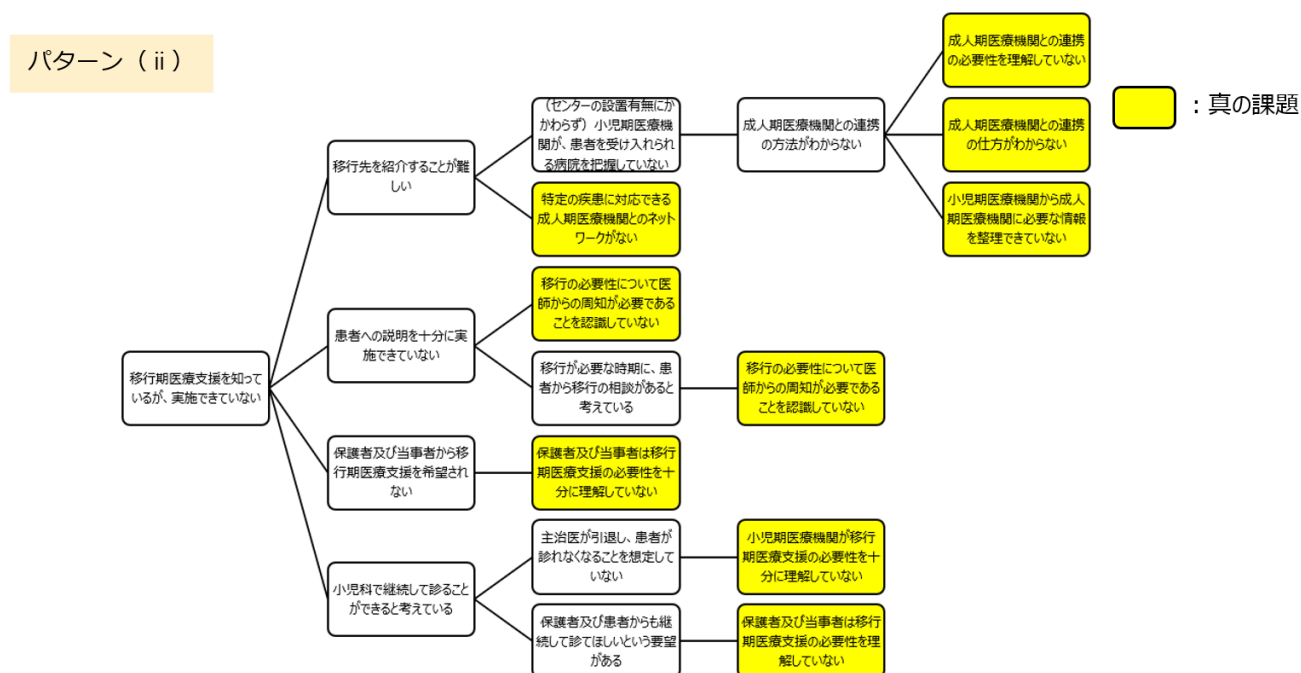 パターン（ⅱ）
：真の課題
移行期医療支援を知って
いるが、実施できていない
移行先を紹介することが難
しい
（センターの設置有無にか
かわらず）小児期医療機
関が、患者を受け入れられ
る病院を把握していない
成人期医療機関との連携
の方法がわからない
成人期医療機関との連携
の必要性を理解していない
成人期医療機関との連携
の仕方がわからない
小児期医療機関から成人
期医療機関に必要な情報
を整理できていない
特定の疾患に対応できる
成人期医療機関とのネット
ワークがない
患者への説明を十分に実
施できていない
移行の必要性について医
師からの周知が必要である
ことを認識していない
移行が必要な時期に、患
者から移行の相談があると
考えている
移行の必要性について医
師からの周知が必要である
ことを認識していない
保護者及び当事者から移
行期医療支援を希望され
ない
保護者及び当事者は移行
期医療支援の必要性を十
分に理解していない
小児科で継続して診ること
ができると考えている
主治医が引退し、患者が
診れなくなることを想定して
いない
小児期医療機関が移行
期医療支援の必要性を十
分に理解していない
保護者及び患者からも継
続して診てほしいという要望
がある
保護者及び当事者は移行
期医療支援の必要性を理
解していない